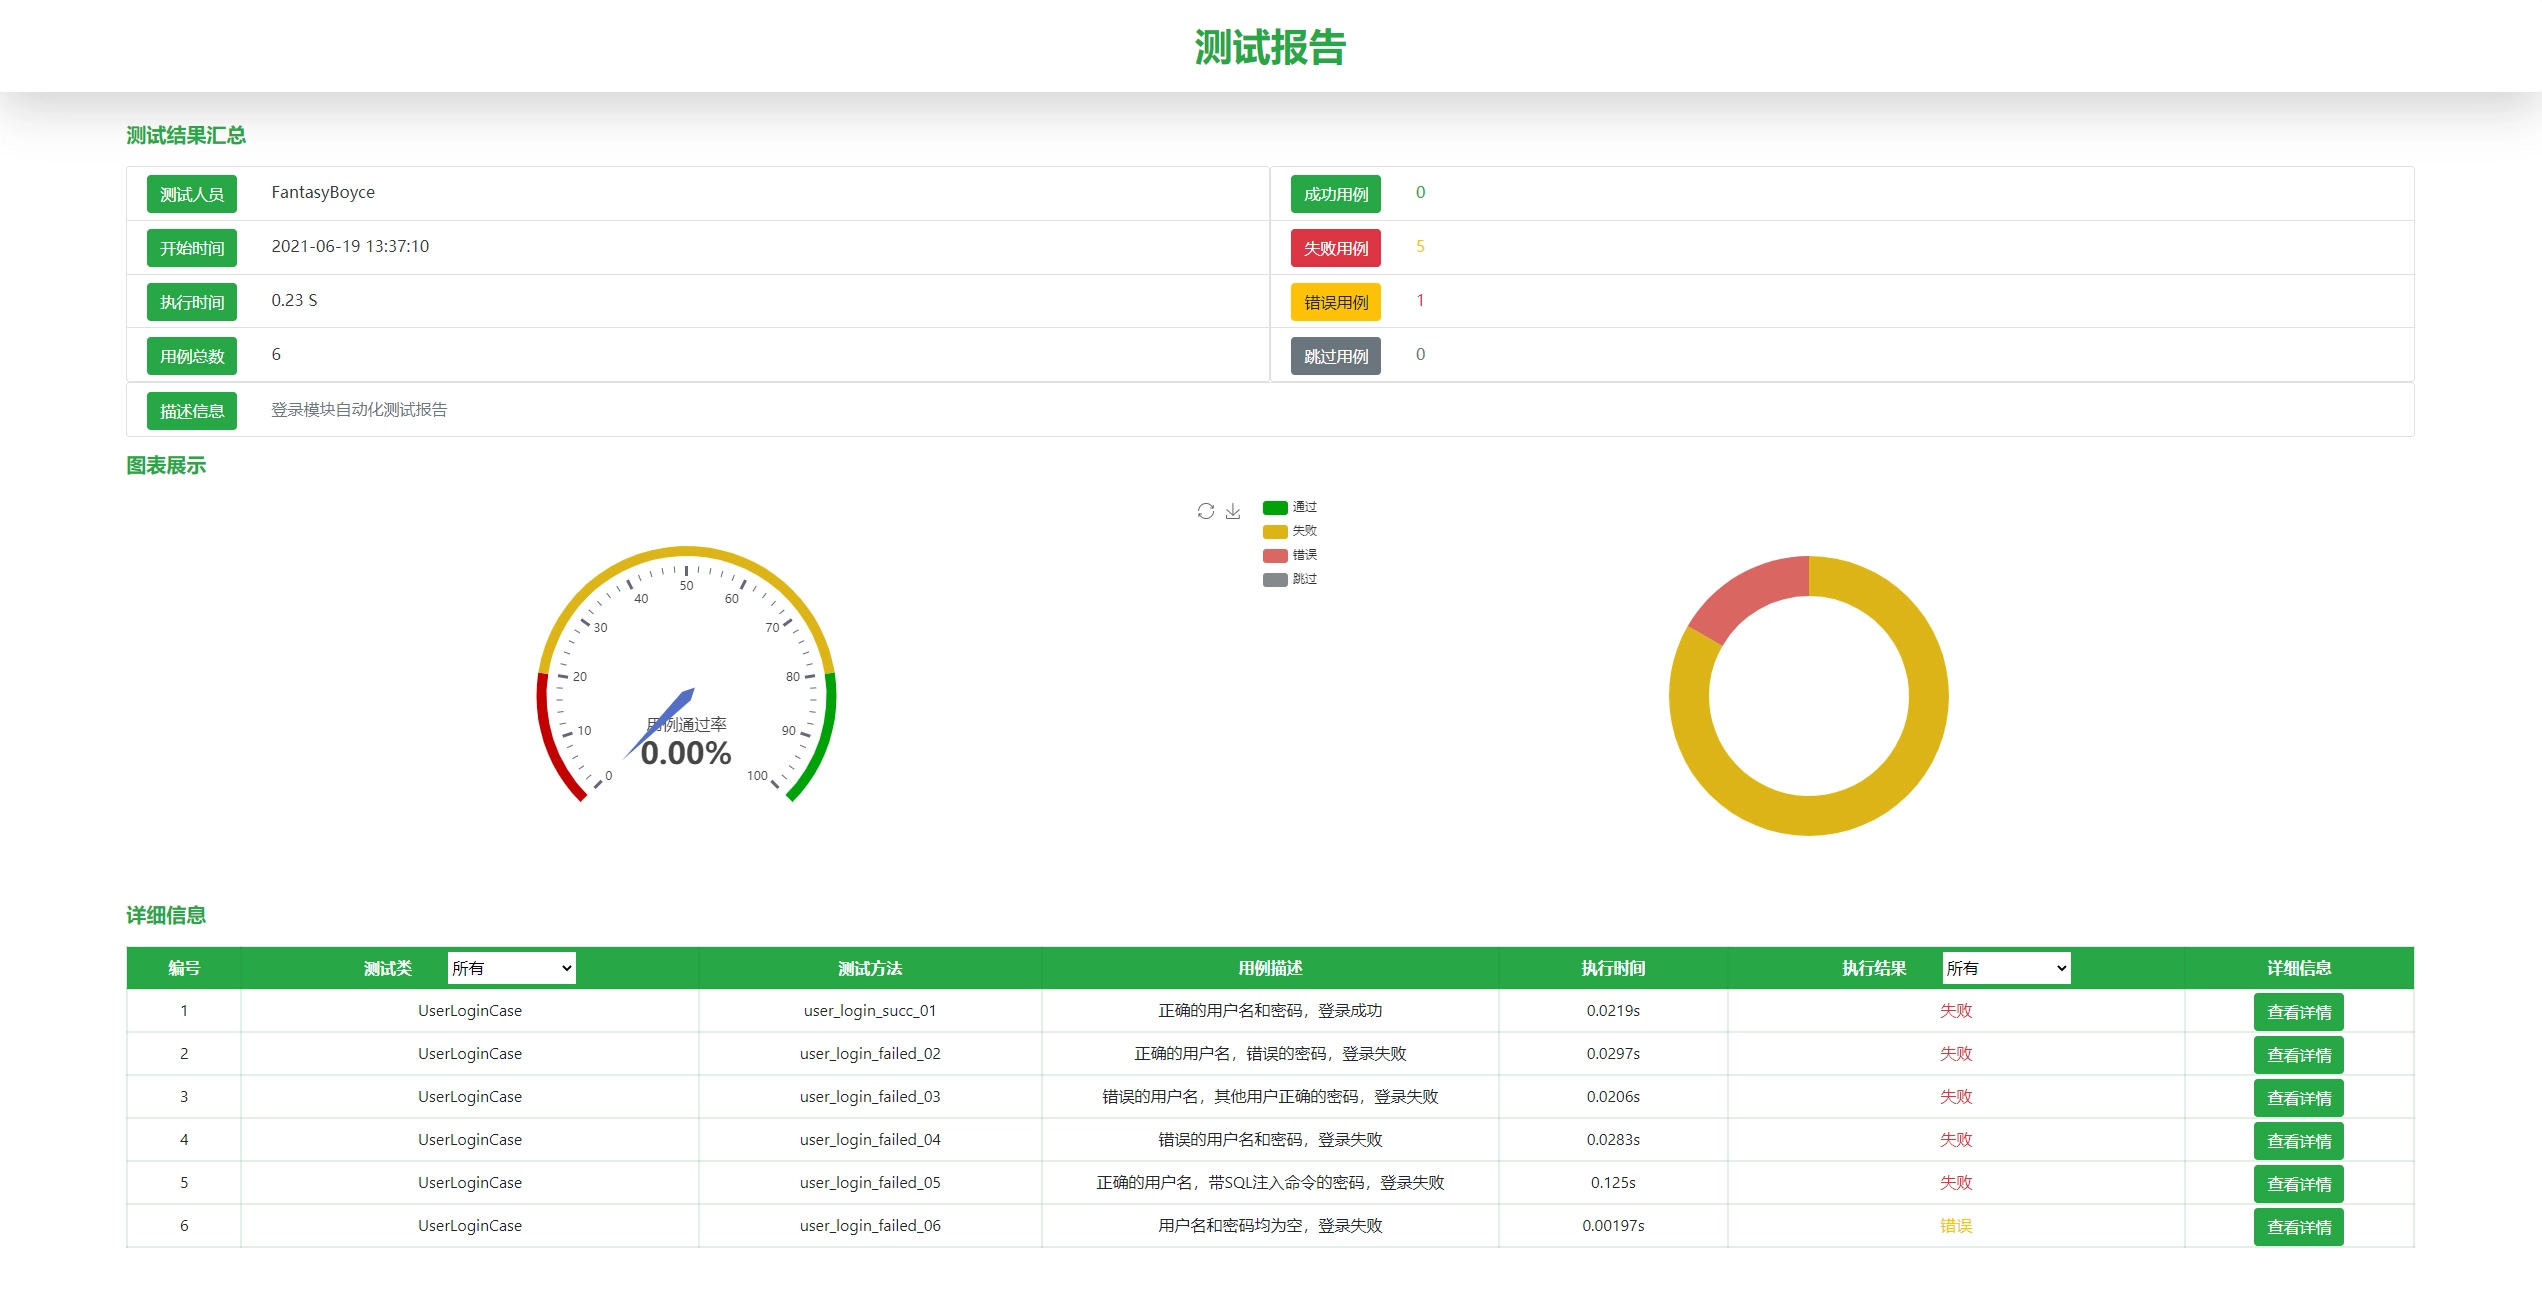 测试报告
测试结果汇总
测试人员 FantasyBoyce
成功用例 0
开始时间 2021-06-19 13:37:10
失败用例 5
执行时间 0.23 S
错误用例 1
用例总数 6
跳过用例 0
描述信息 登录模块自动化测试报告
图表展示
通过
失败
错误
跳过
50
40 60
30 70
20 80
10 90
0 100
用例通过率
0.00%
详细信息
编号 测试类 所有 测试方法 用例描述 执行时间 执行结果 所有 详细信息
1 UserLoginCase user_login_succ_01 正确的用户名和密码，登录成功 0.0219s 失败 查看详情
2 UserLoginCase user_login_failed_02 正确的用户名，错误的密码，登录失败 0.0297s 失败 查看详情
3 UserLoginCase user_login_failed_03 错误的用户名，其他用户正确的密码，登录失败 0.0206s 失败 查看详情
4 UserLoginCase user_login_failed_04 错误的用户名和密码，登录失败 0.0283s 失败 查看详情
5 UserLoginCase user_login_failed_05 正确的用户名，带SQL注入命令的密码，登录失败 0.125s 失败 查看详情
6 UserLoginCase user_login_failed_06 用户名和密码均为空，登录失败 0.00197s 错误 查看详情